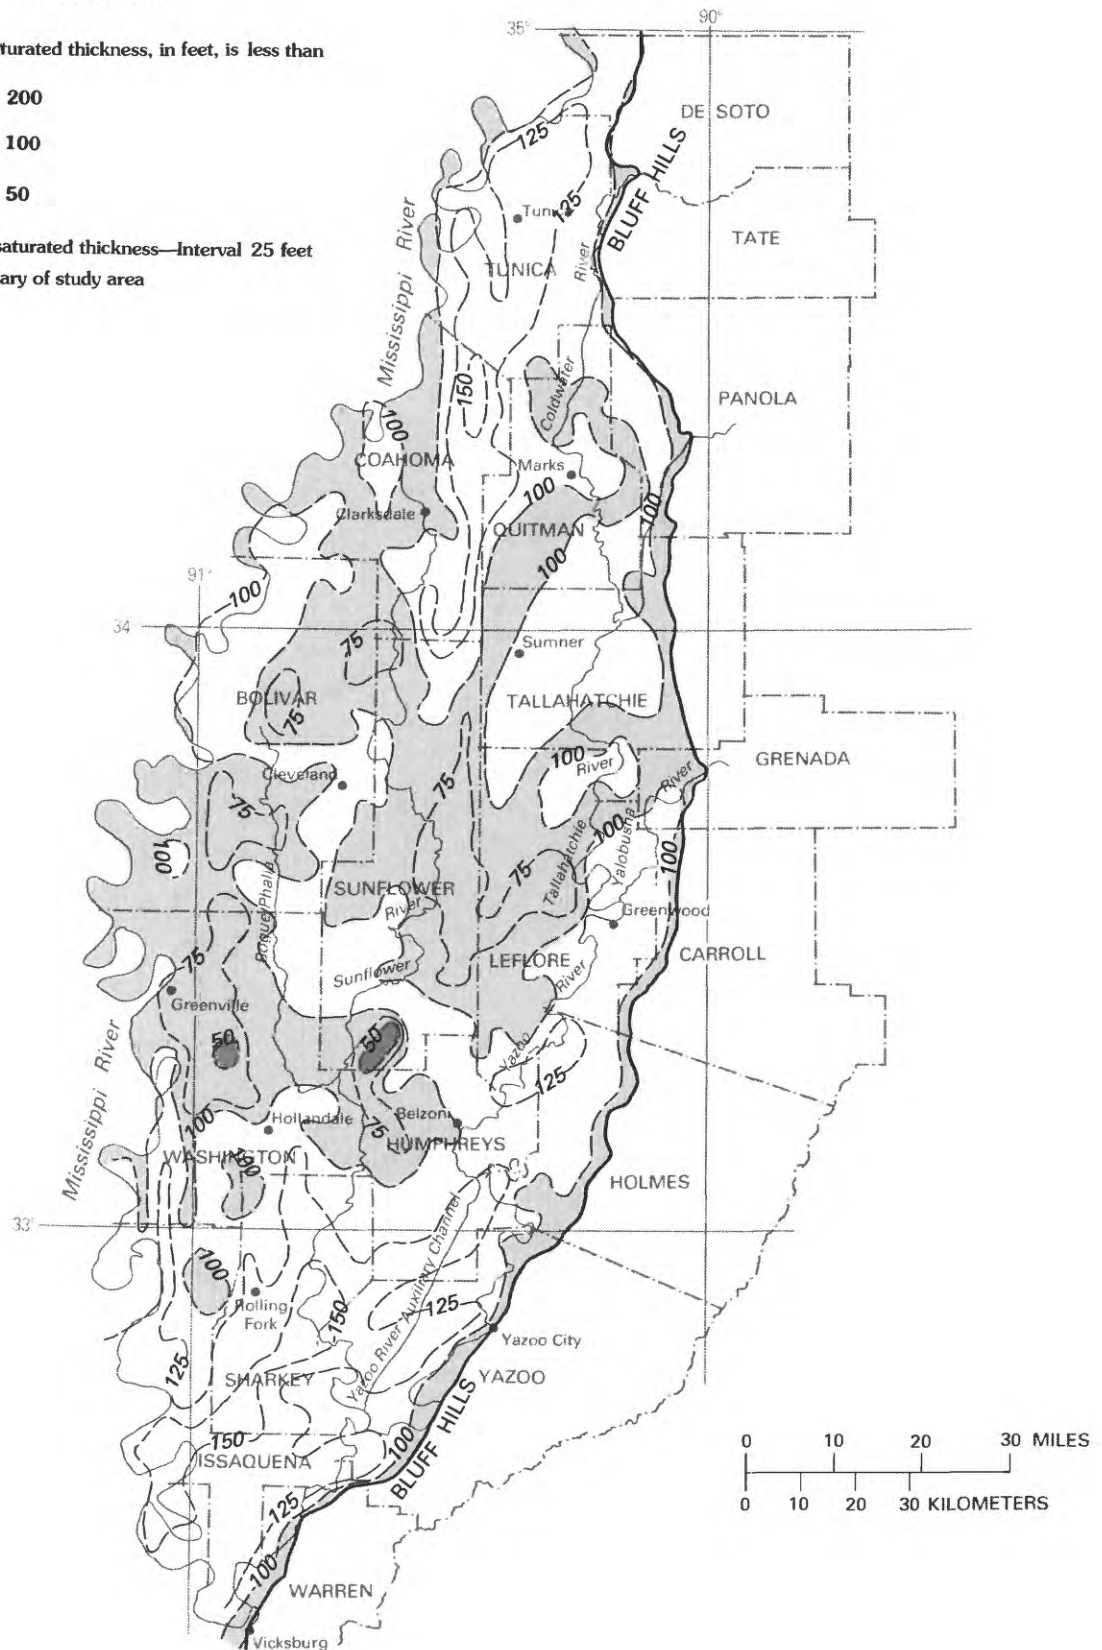 turated thickness, in feet, is less than
200
100
50
saturated thickness—Interval 25 feet
ary of study area
35°
90°
DE SOTO
125
BLUFF HILLS
125
TATE
Mississippi River
River
TUNICA
Coldwater
150
PANOLA
100
COAHOMA
Marks
100
100
Clarksdale
QUITMAN
100
91°
100
34
75
Sumner
BOLIVAR
75
TALLAHATCHIE
100
River
GRENADA
River
Cleveland
75
75
100
100
Yalobusha
Tallahatchie
75
100
Bogue Phalia
SUNFLOWER
River
Greenwood
CARROLL
LEFLORE
75
Sunflower
River
Greenville
50
50
Yazoo
Mississippi River
125
100
Hollandale
Belzoni
75
HUMPHREYS
WASHINGTON
100
HOLMES
33°
Yazoo River Auxiliary Channel
100
125
Rolling
Fork
150
Yazoo City
125
SHARKEY
YAZOO
BLUFF HILLS
150
100
ISSAQUENA
125
100
WARREN
Vicksburg
0 10 20 30 MILES
0 10 20 30 KILOMETERS